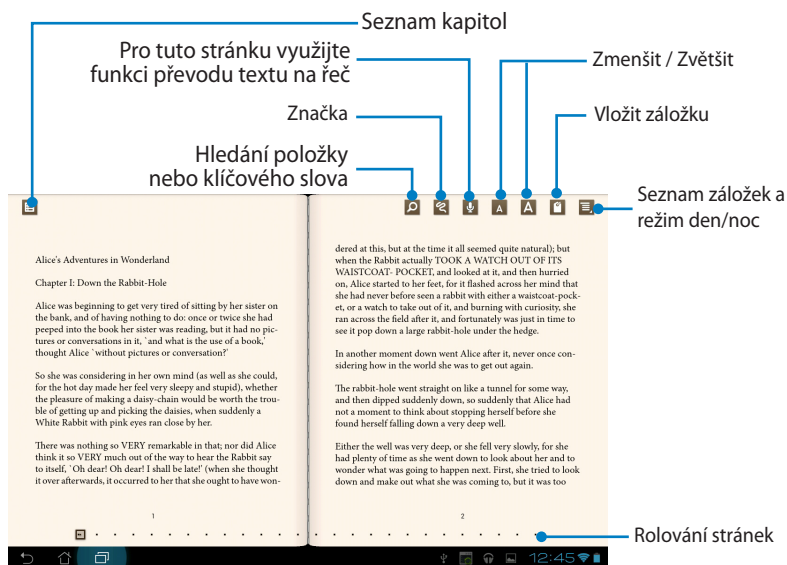 Seznam kapitol
Pro tuto stránku využijte
funkci převodu textu na řeč
Zmenšit / Zvětšit
Značka
Vložit záložku
Hledání položky
nebo klíčového slova
Seznam záložek a
režim den/noc
A
A
Alice's Adventures in Wonderland
Chapter I: Down the Rabbit-Hole
Alice was beginning to get very tired of sitting by her sister on
the bank, and of having nothing to do: once or twice she had
peeped into the book her sister was reading, but it had no pic-
tures or conversations in it, `and what is the use of a book,'
thought Alice `without pictures or conversation?'
So she was considering in her own mind (as well as she could,
for the hot day made her feel very sleepy and stupid), whether
the pleasure of making a daisy-chain would be worth the trou-
ble of getting up and picking the daisies, when suddenly a
White Rabbit with pink eyes ran close by her.
There was nothing so VERY remarkable in that; nor did Alice
think it so VERY much out of the way to hear the Rabbit say
to itself, `Oh dear! Oh dear! I shall be late!' (when she thought
it over afterwards, it occurred to her that she ought to have won-
1
dered at this, but at the time it all seemed quite natural); but
when the Rabbit actually TOOK A WATCH OUT OF ITS
WAISTCOAT- POCKET, and looked at it, and then hurried
on, Alice started to her feet, for it flashed across her mind that
she had never before seen a rabbit with either a waistcoat-pock-
et, or a watch to take out of it, and burning with curiosity, she
ran across the field after it, and fortunately was just in time to
see it pop down a large rabbit-hole under the hedge.
In another moment down went Alice after it, never once con-
sidering how in the world she was to get out again.
The rabbit-hole went straight on like a tunnel for some way,
and then dipped suddenly down, so suddenly that Alice had
not a moment to think about stopping herself before she
found herself falling down a very deep well.
Either the well was very deep, or she fell very slowly, for she
had plenty of time as she went down to look about her and to
wonder what was going to happen next. First, she tried to look
down and make out what she was coming to, but it was too
2
Rolování stránek
12:45